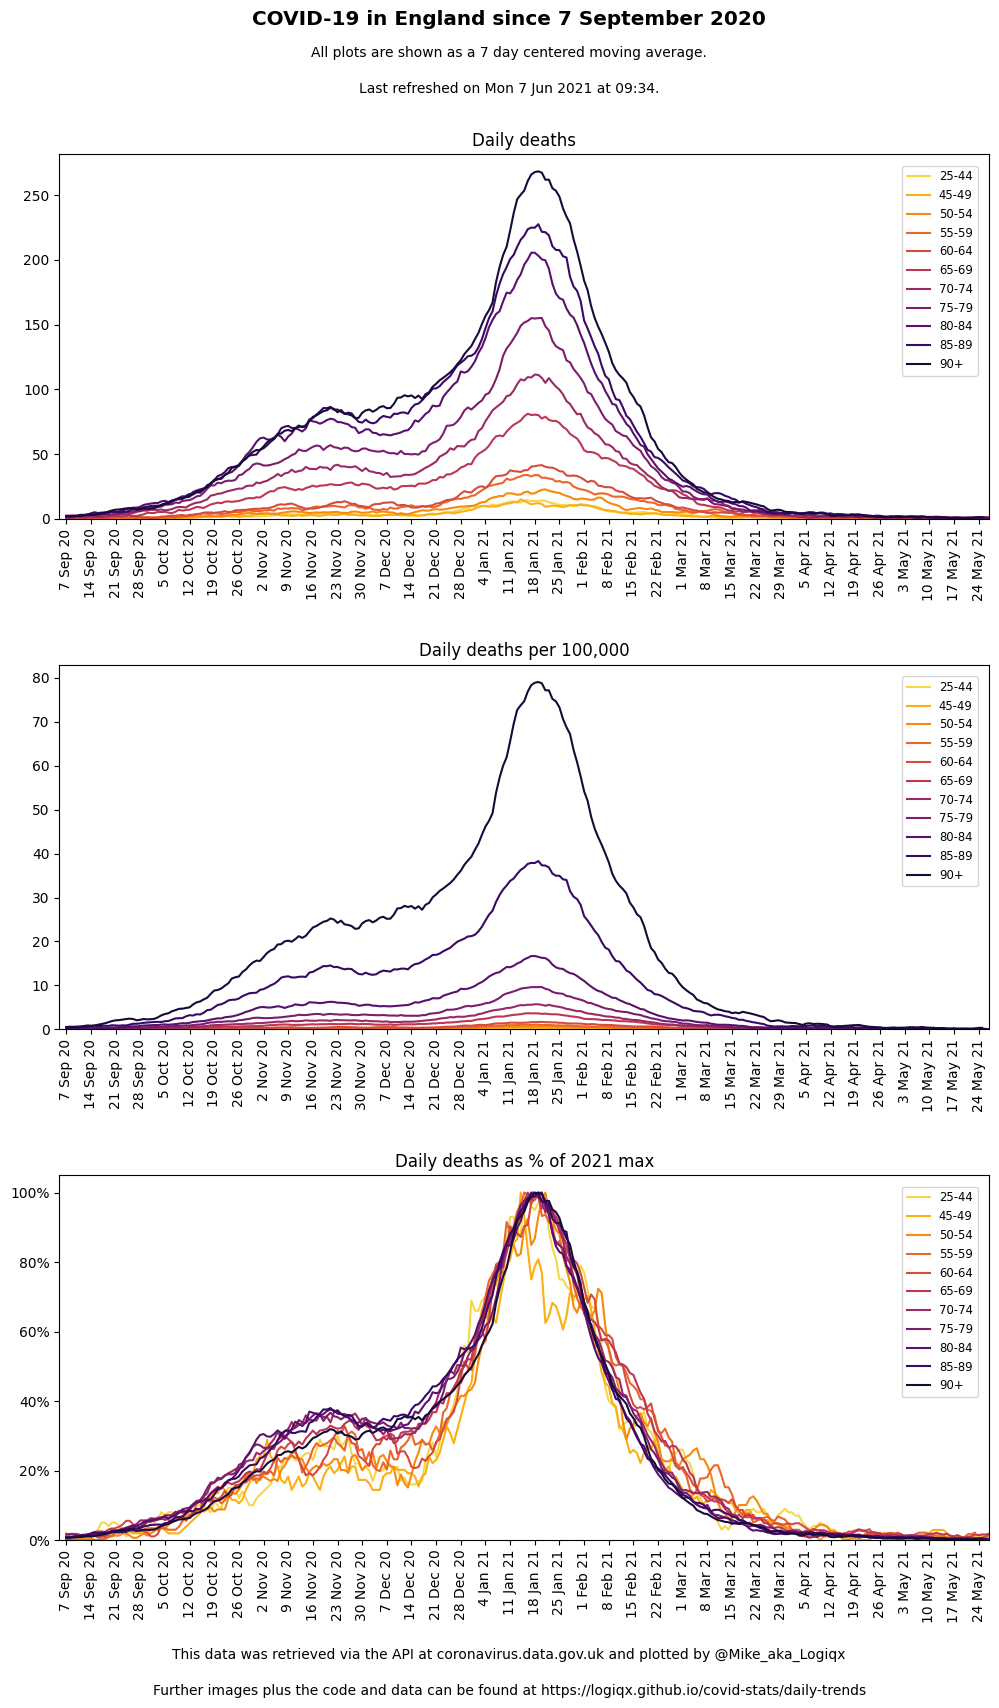 COVID-19 in England since 7 September 2020
All plots are shown as a 7 day centered moving average.
Last refreshed on Mon 7 Jun 2021 at 09:34.
Daily deaths
250
200
150
100
50
0
25-44
45-49
50-54
55-59
60-64
65-69
70-74
75-79
80-84
85-89
90+
7 Sep 20
14 Sep 20
21 Sep 20
28 Sep 20
5 Oct 20
12 Oct 20
19 Oct 20
26 Oct 20
2 Nov 20
9 Nov 20
16 Nov 20
23 Nov 20
30 Nov 20
7 Dec 20
14 Dec 20
21 Dec 20
28 Dec 20
4 Jan 21
11 Jan 21
18 Jan 21
25 Jan 21
1 Feb 21
8 Feb 21
15 Feb 21
22 Feb 21
1 Mar 21
8 Mar 21
15 Mar 21
22 Mar 21
29 Mar 21
5 Apr 21
12 Apr 21
19 Apr 21
26 Apr 21
3 May 21
10 May 21
17 May 21
24 May 21
Daily deaths per 100,000
80
70
60
50
40
30
20
10
0
25-44
45-49
50-54
55-59
60-64
65-69
70-74
75-79
80-84
85-89
90+
7 Sep 20
14 Sep 20
21 Sep 20
28 Sep 20
5 Oct 20
12 Oct 20
19 Oct 20
26 Oct 20
2 Nov 20
9 Nov 20
16 Nov 20
23 Nov 20
30 Nov 20
7 Dec 20
14 Dec 20
21 Dec 20
28 Dec 20
4 Jan 21
11 Jan 21
18 Jan 21
25 Jan 21
1 Feb 21
8 Feb 21
15 Feb 21
22 Feb 21
1 Mar 21
8 Mar 21
15 Mar 21
22 Mar 21
29 Mar 21
5 Apr 21
12 Apr 21
19 Apr 21
26 Apr 21
3 May 21
10 May 21
17 May 21
24 May 21
Daily deaths as % of 2021 max
100%
80%
60%
40%
20%
0%
25-44
45-49
50-54
55-59
60-64
65-69
70-74
75-79
80-84
85-89
90+
7 Sep 20
14 Sep 20
21 Sep 20
28 Sep 20
5 Oct 20
12 Oct 20
19 Oct 20
26 Oct 20
2 Nov 20
9 Nov 20
16 Nov 20
23 Nov 20
30 Nov 20
7 Dec 20
14 Dec 20
21 Dec 20
28 Dec 20
4 Jan 21
11 Jan 21
18 Jan 21
25 Jan 21
1 Feb 21
8 Feb 21
15 Feb 21
22 Feb 21
1 Mar 21
8 Mar 21
15 Mar 21
22 Mar 21
29 Mar 21
5 Apr 21
12 Apr 21
19 Apr 21
26 Apr 21
3 May 21
10 May 21
17 May 21
24 May 21
This data was retrieved via the API at coronavirus.data.gov.uk and plotted by @Mike_aka_Logiqx
Further images plus the code and data can be found at https://logiqx.github.io/covid-stats/daily-trends